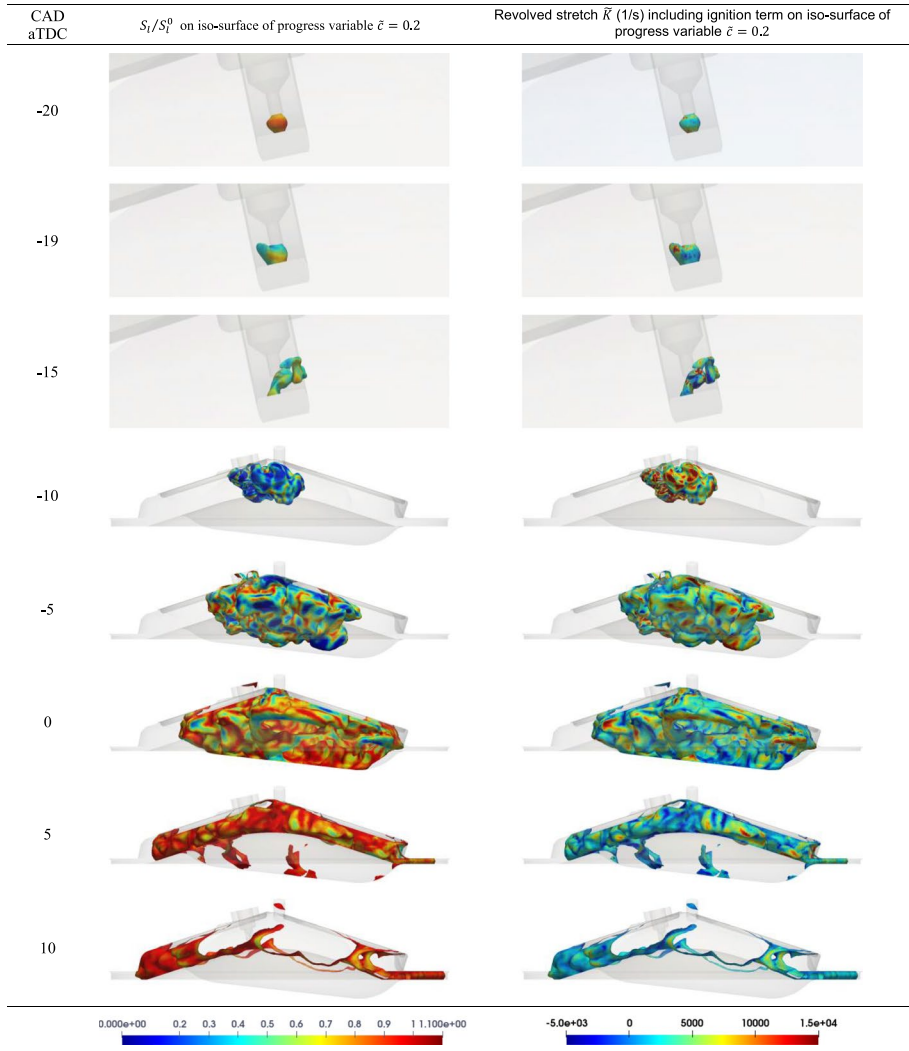 CAD
aTDC
S_l/S_l^0 on iso-surface of progress variable c̃ = 0.2
Revolved stretch K̃ (1/s) including ignition term on iso-surface of
progress variable c̃ = 0.2
-20
-19
-15
-10
-5
0
5
10
0.000e+00 0.2 0.3 0.4 0.5 0.6 0.7 0.8 0.9 1 1.100e+00
-5.0e+03 0 5000 10000 1.5e+04